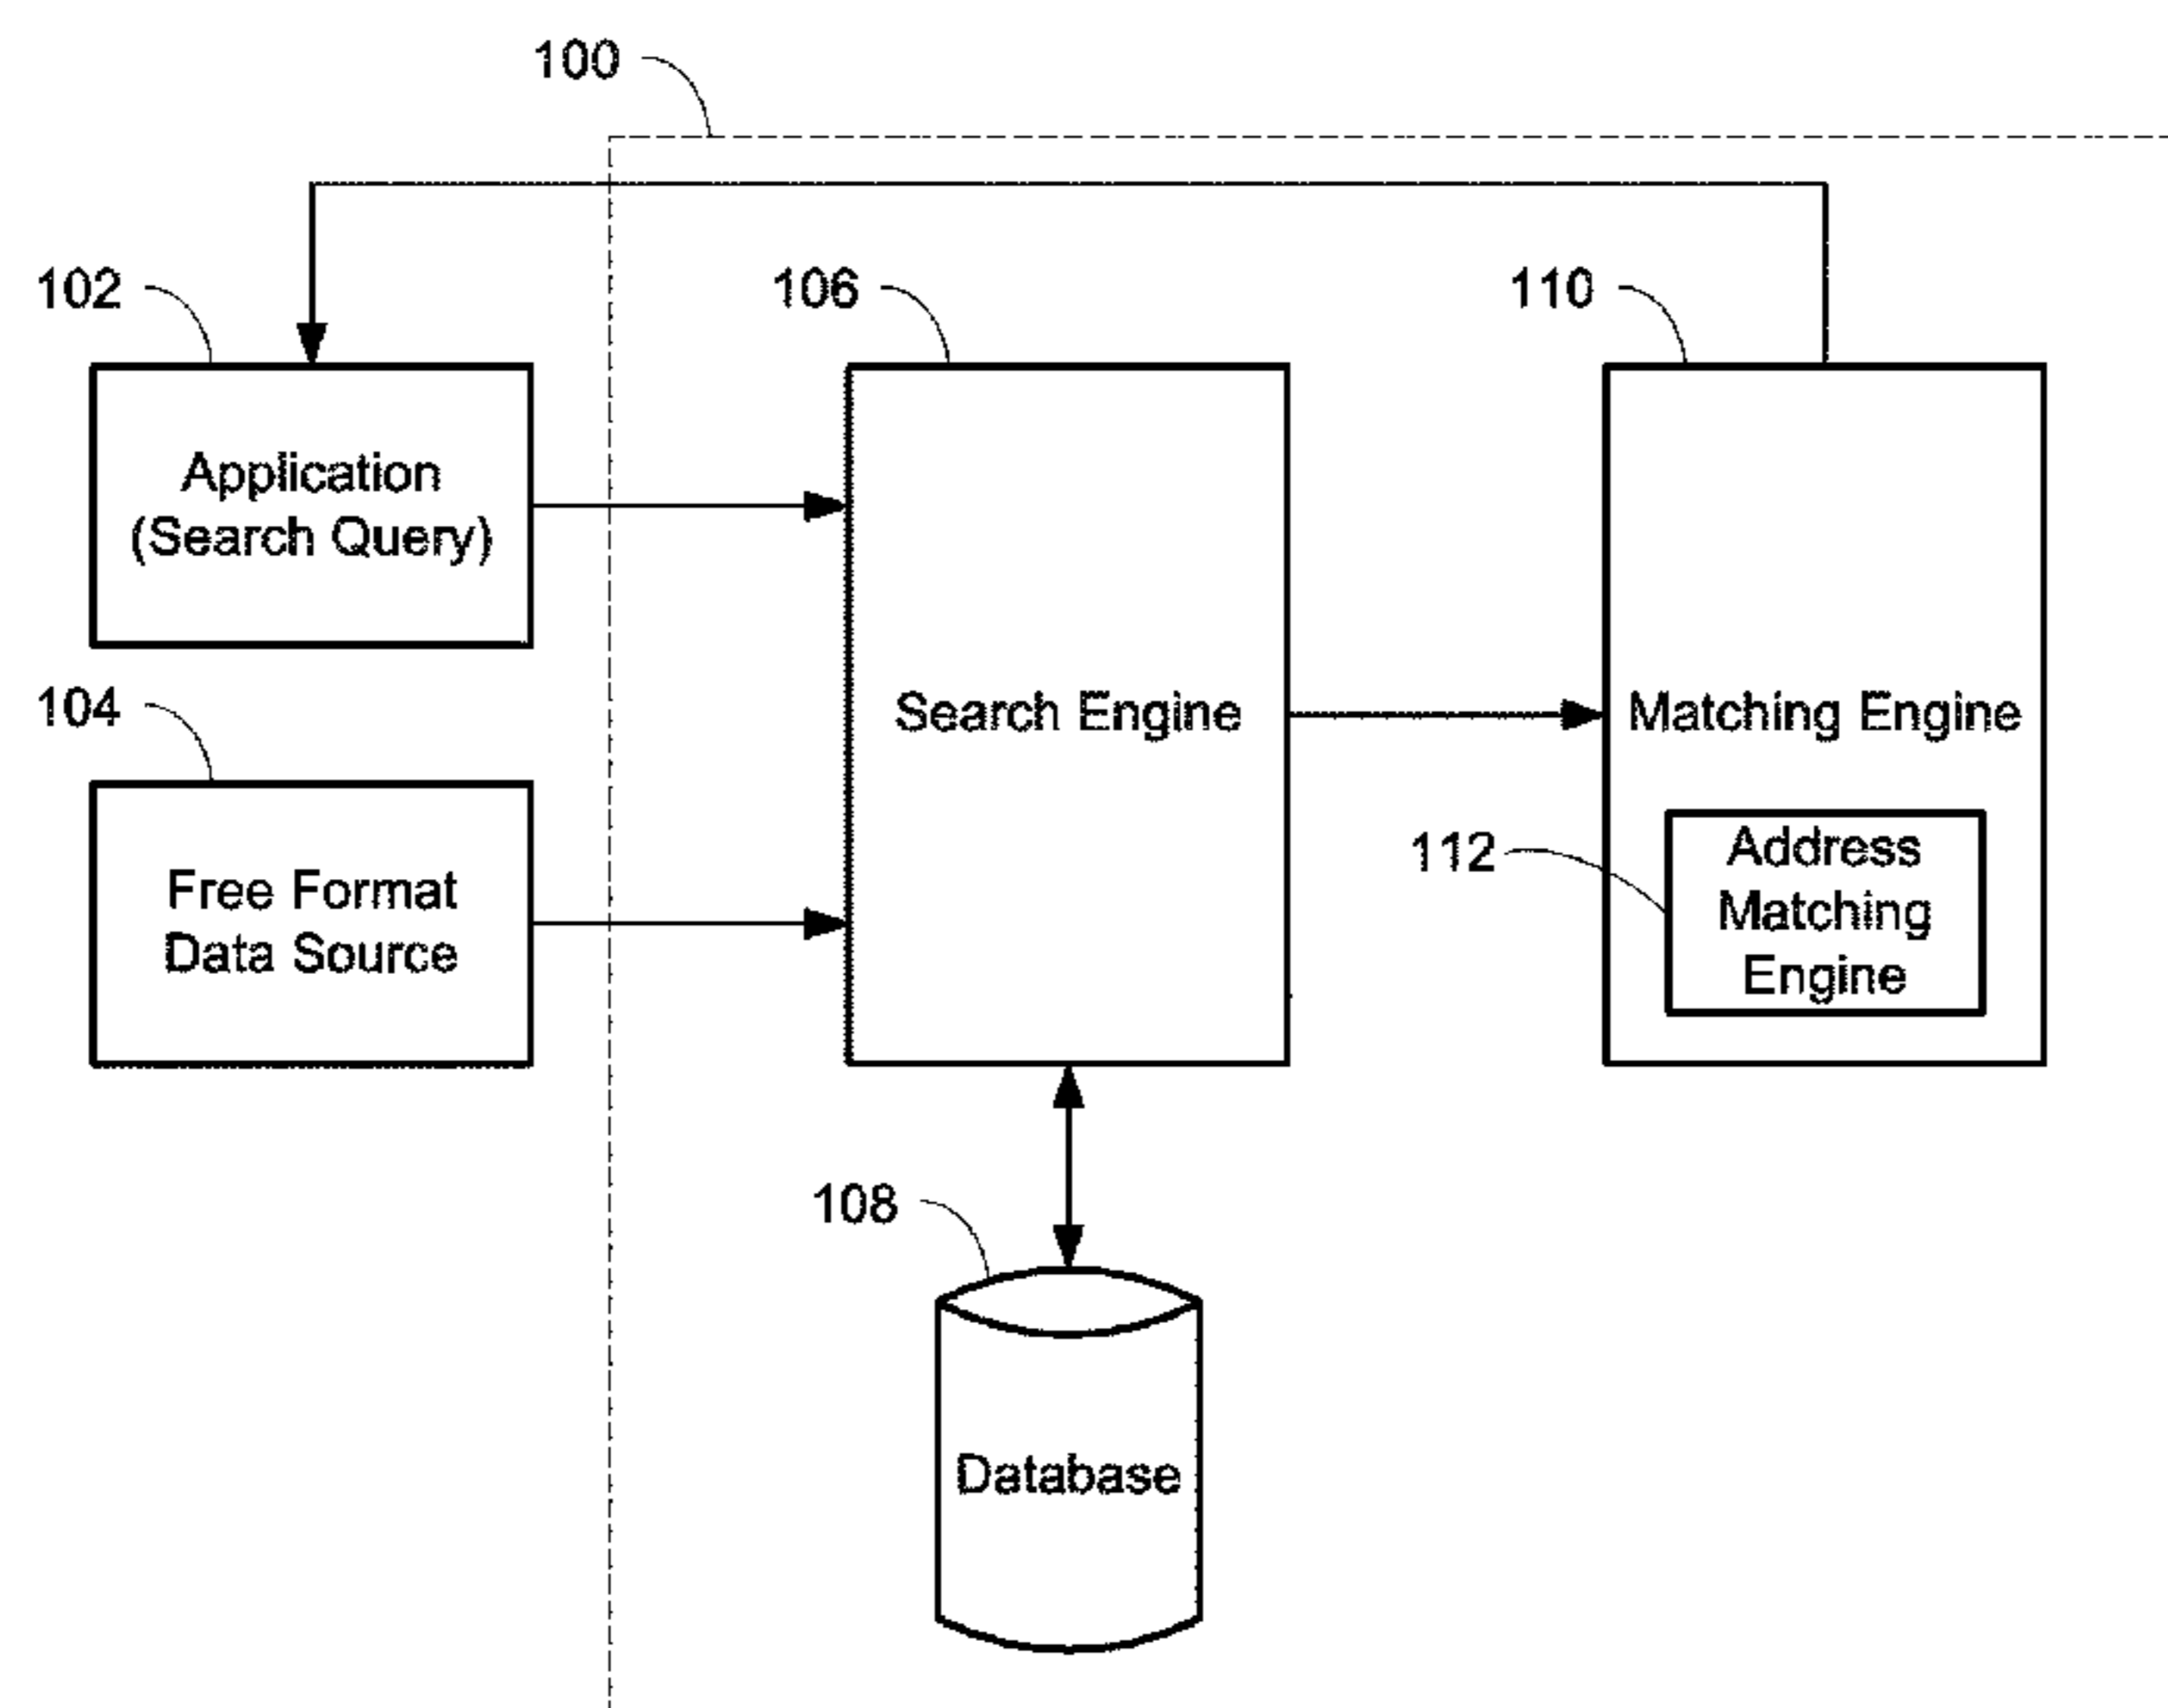 100
102
106
110
Application
(Search Query)
104
Search Engine
Matching Engine
Free Format
Data Source
112
Address
Matching
Engine
108
Database